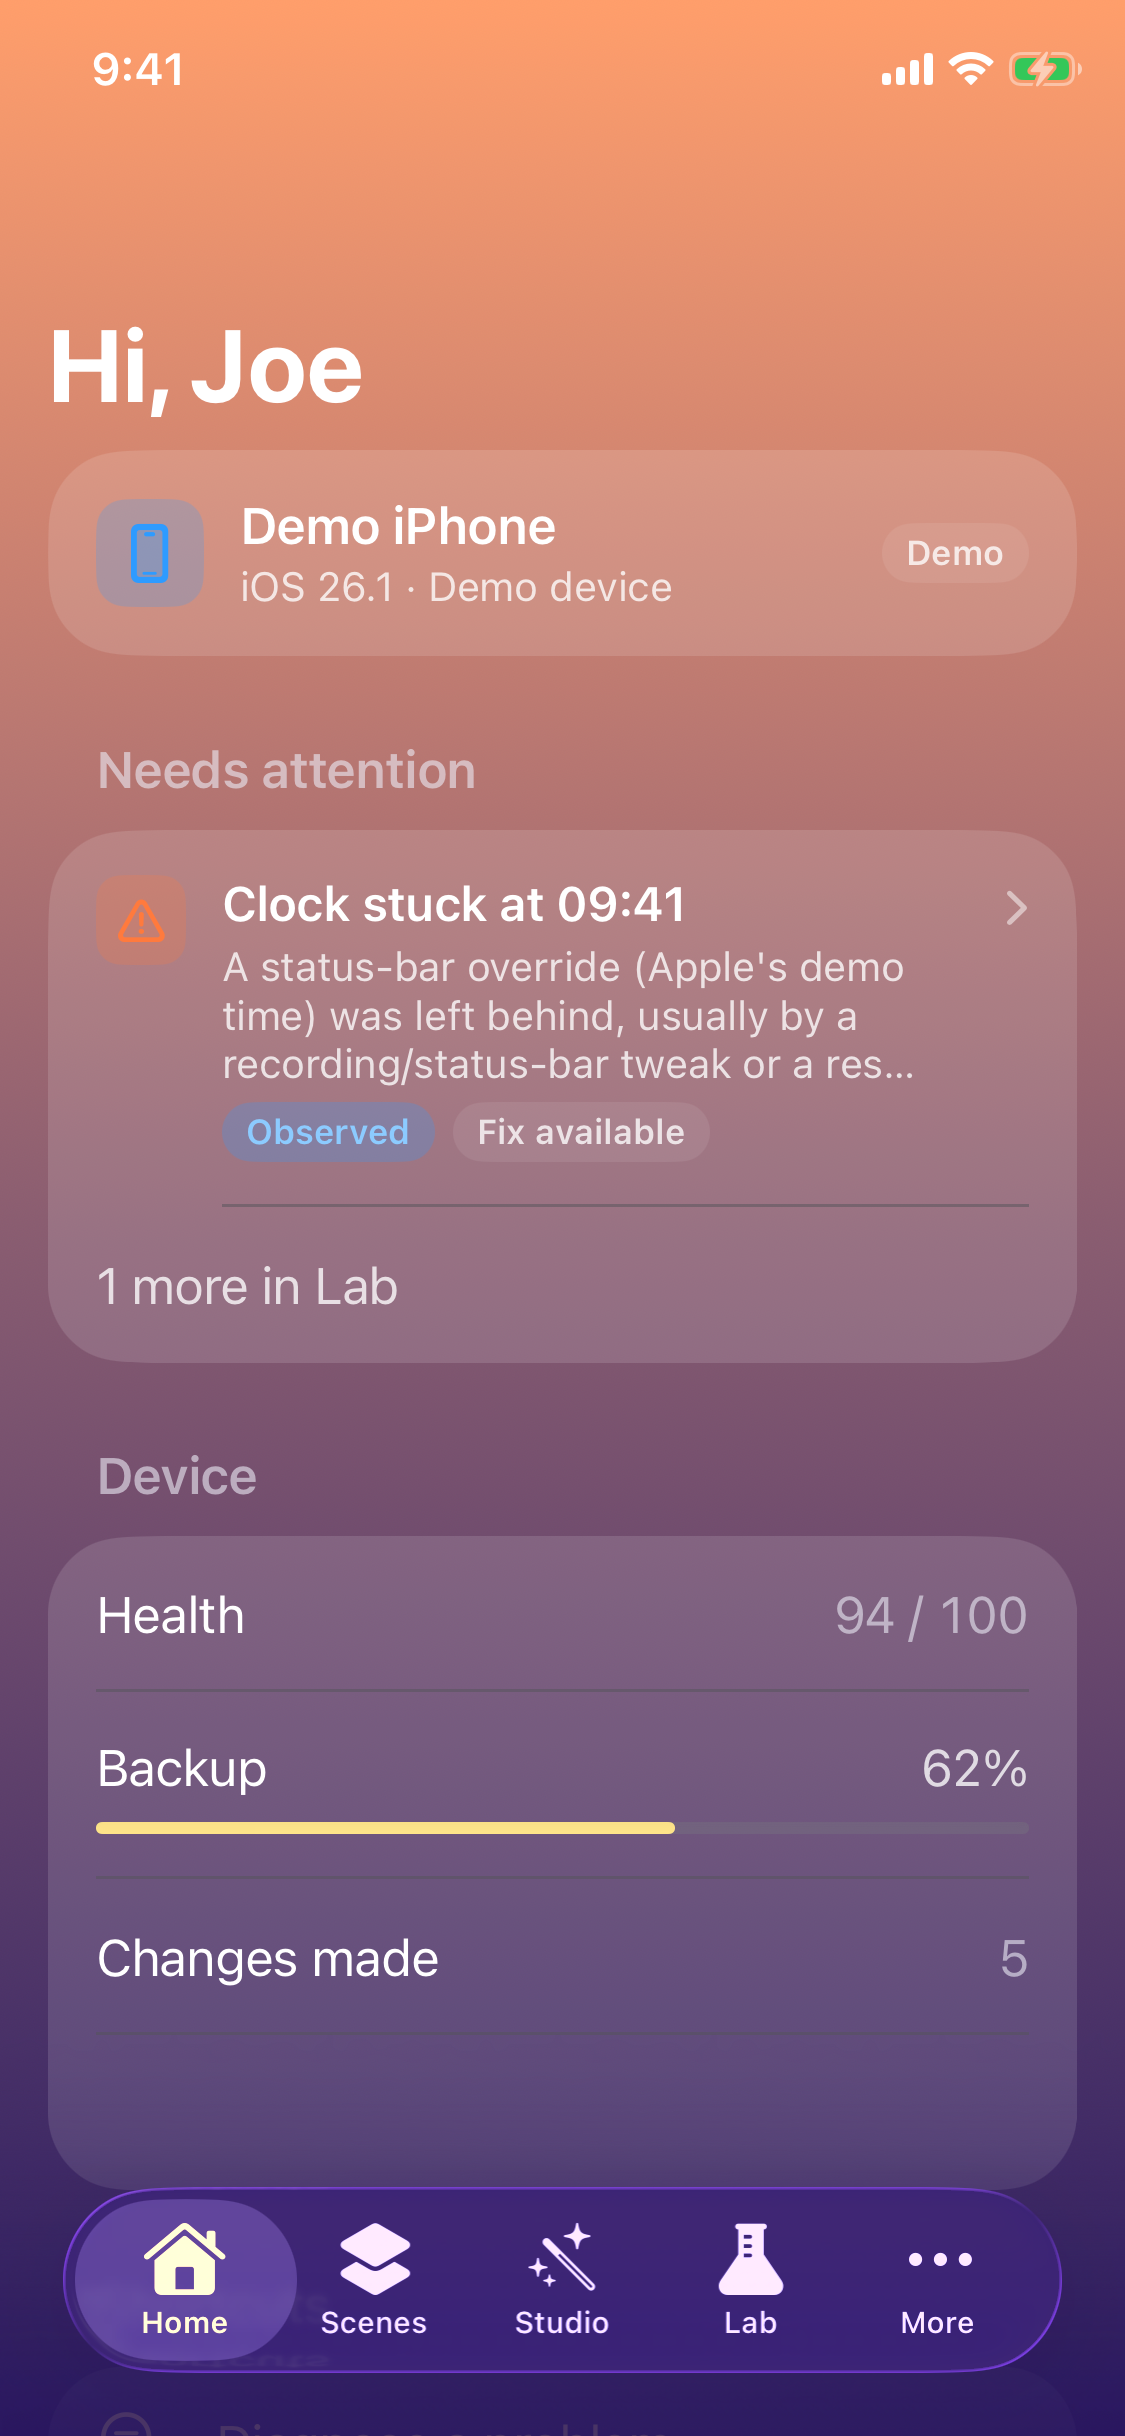 9:41
Hi, Joe
Demo iPhone
iOS 26.1 · Demo device
Demo
Needs attention
Clock stuck at 09:41
A status-bar override (Apple's demo
time) was left behind, usually by a
recording/status-bar tweak or a res...
Observed
Fix available
1 more in Lab
Device
Health
94 / 100
Backup
62%
Changes made
5
Home
Scenes
Studio
Lab
More
Diagnose a problem